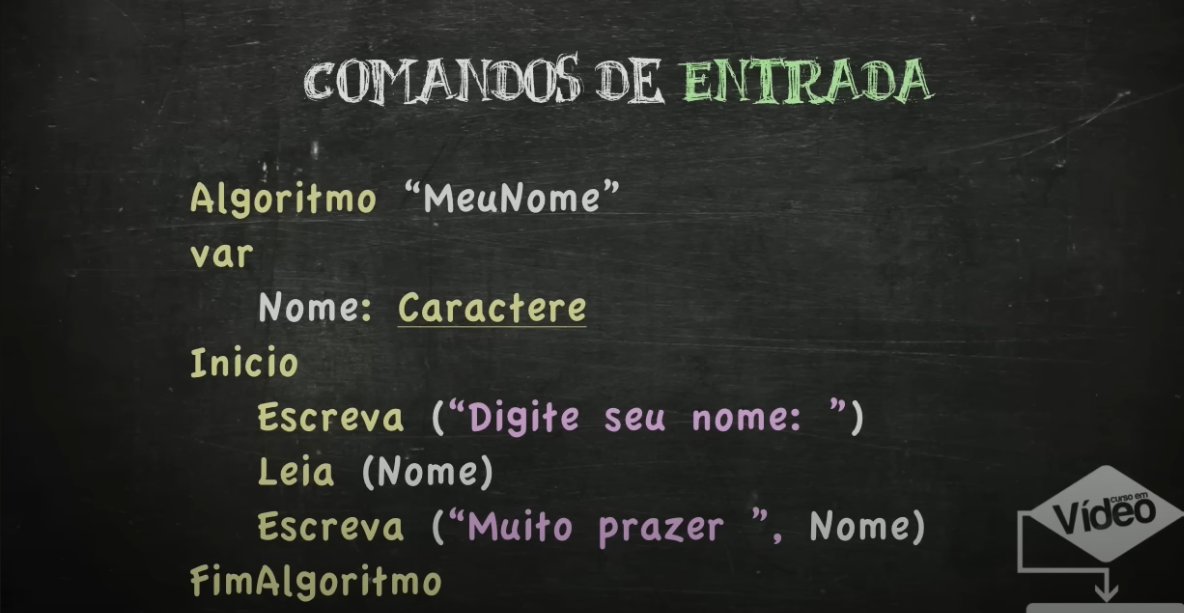 COMANDOS DE ENTRADA
Algoritmo “MeuNome”
var
Nome: Caractere
Inicio
Escreva (“Digite seu nome: ”)
Leia (Nome)
Escreva (“Muito prazer ”, Nome)
FimAlgoritmo
curso em
Vídeo